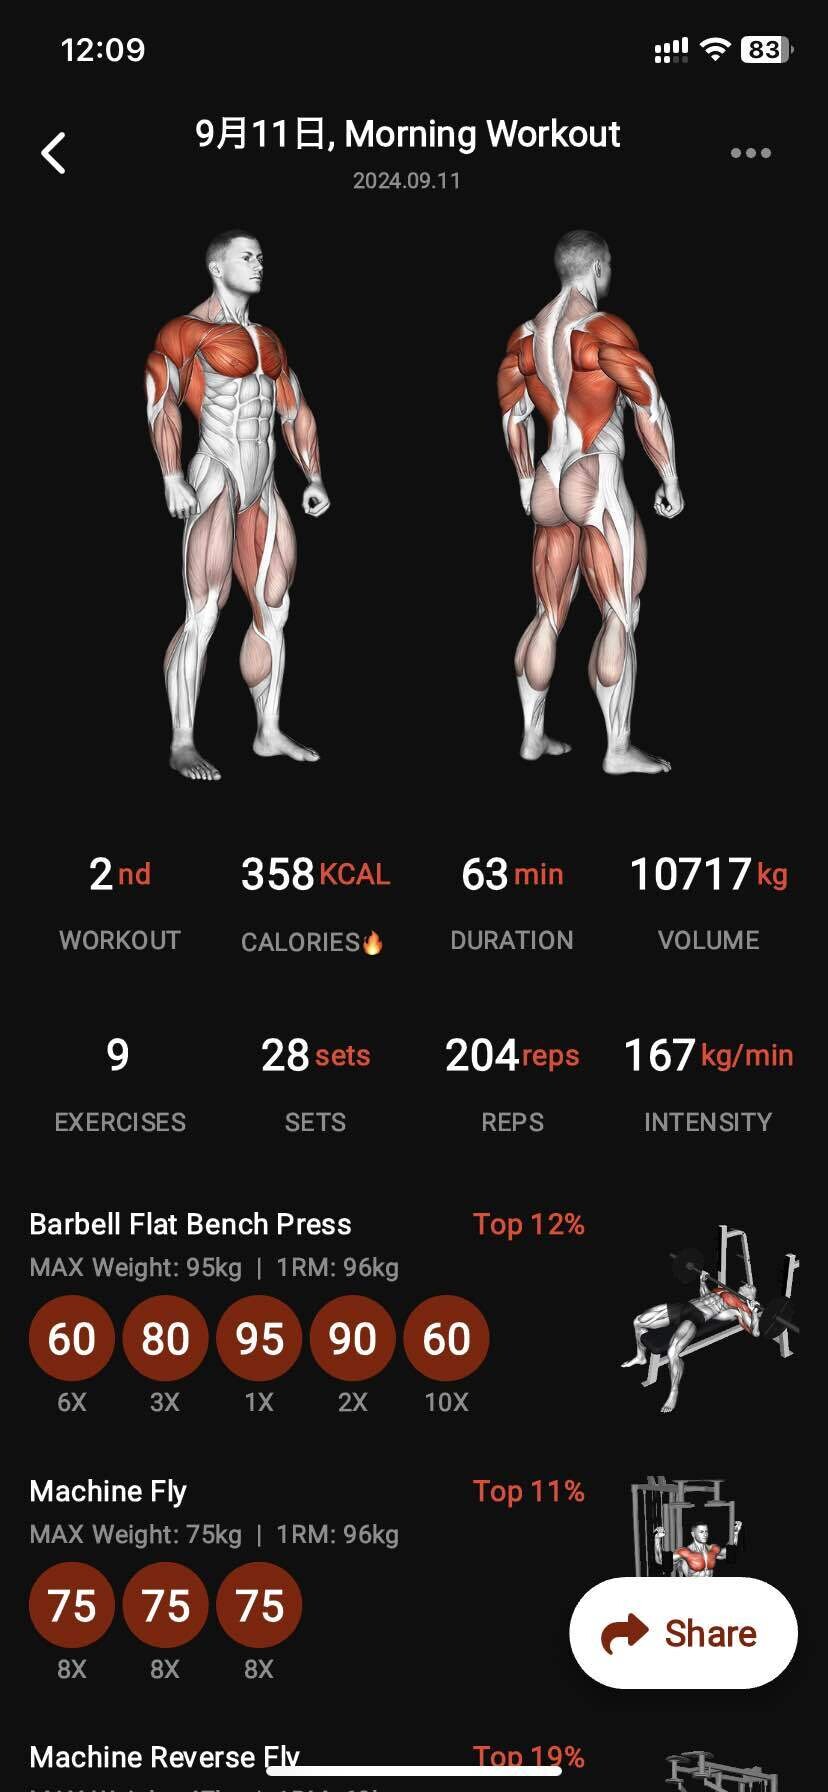 12:09
83
9月11日, Morning Workout
2024.09.11
2 nd
358 KCAL
63 min
10717 kg
WORKOUT
CALORIES🔥
DURATION
VOLUME
9
28 sets
204 reps
167 kg/min
EXERCISES
SETS
REPS
INTENSITY
Barbell Flat Bench Press
Top 12%
MAX Weight: 95kg | 1RM: 96kg
60 80 95 90 60
6X 3X 1X 2X 10X
Machine Fly
Top 11%
MAX Weight: 75kg | 1RM: 96kg
75 75 75
8X 8X 8X
Share
Machine Reverse Fly
Top 19%